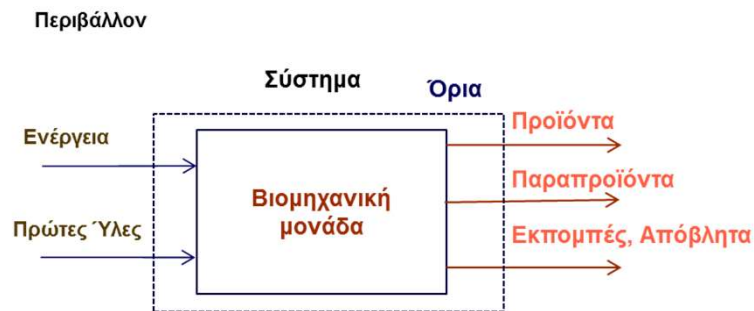 Περιβάλλον
Σύστημα
Όρια
Ενέργεια
Πρώτες Ύλες
Βιομηχανική
μονάδα
Προϊόντα
Παραπροϊόντα
Εκπομπές, Απόβλητα